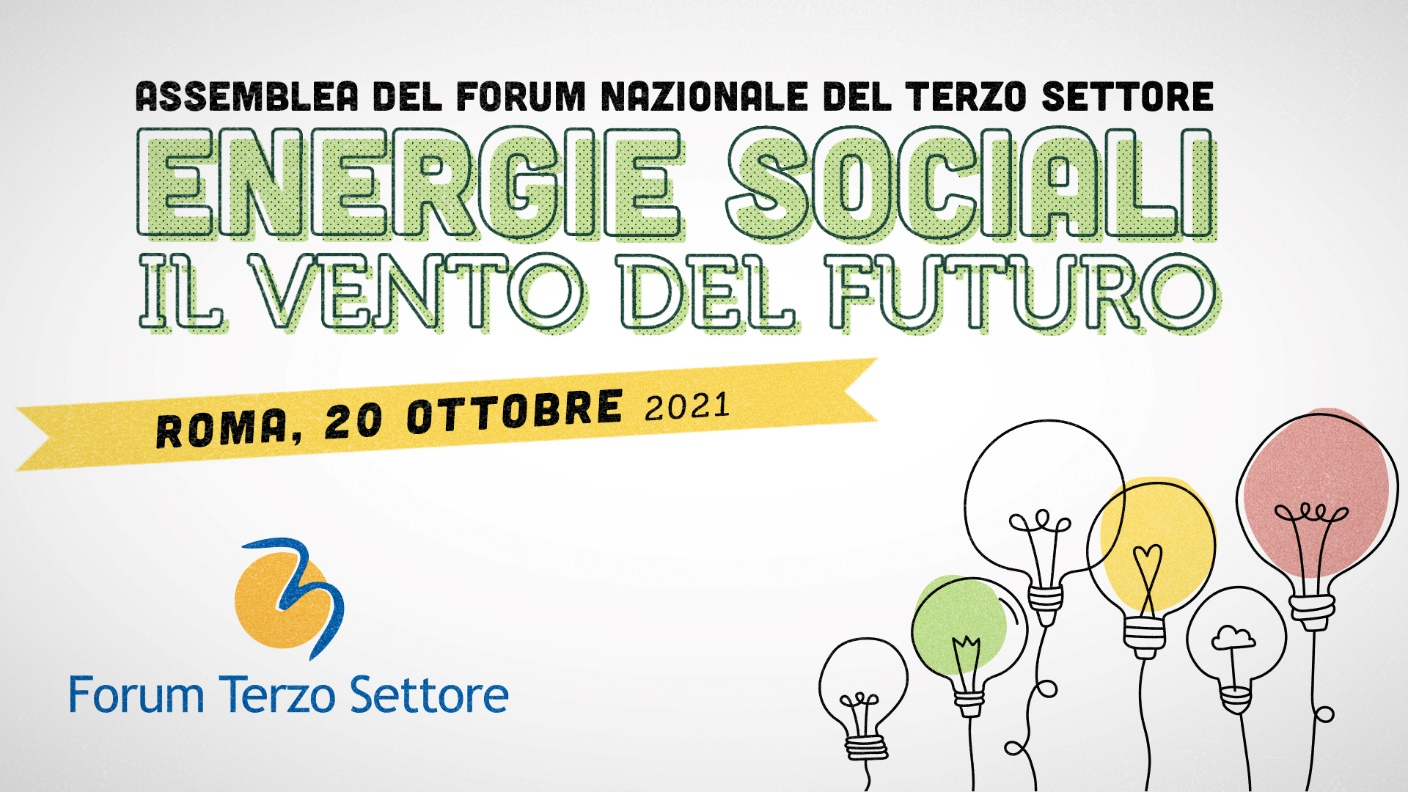 ASSEMBLEA DEL FORUM NAZIONALE DEL TERZO SETTORE
ENERGIE SOCIALI
IL VENTO DEL FUTURO
ROMA, 20 OTTOBRE 2021
Forum Terzo Settore